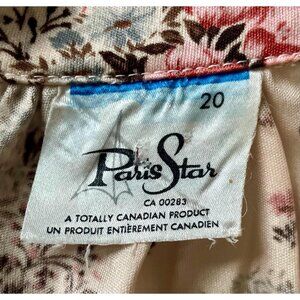 20
Paris Star
CA 00283
A TOTALLY CANADIAN PRODUCT
UN PRODUIT ENTIÈREMENT CANADIEN